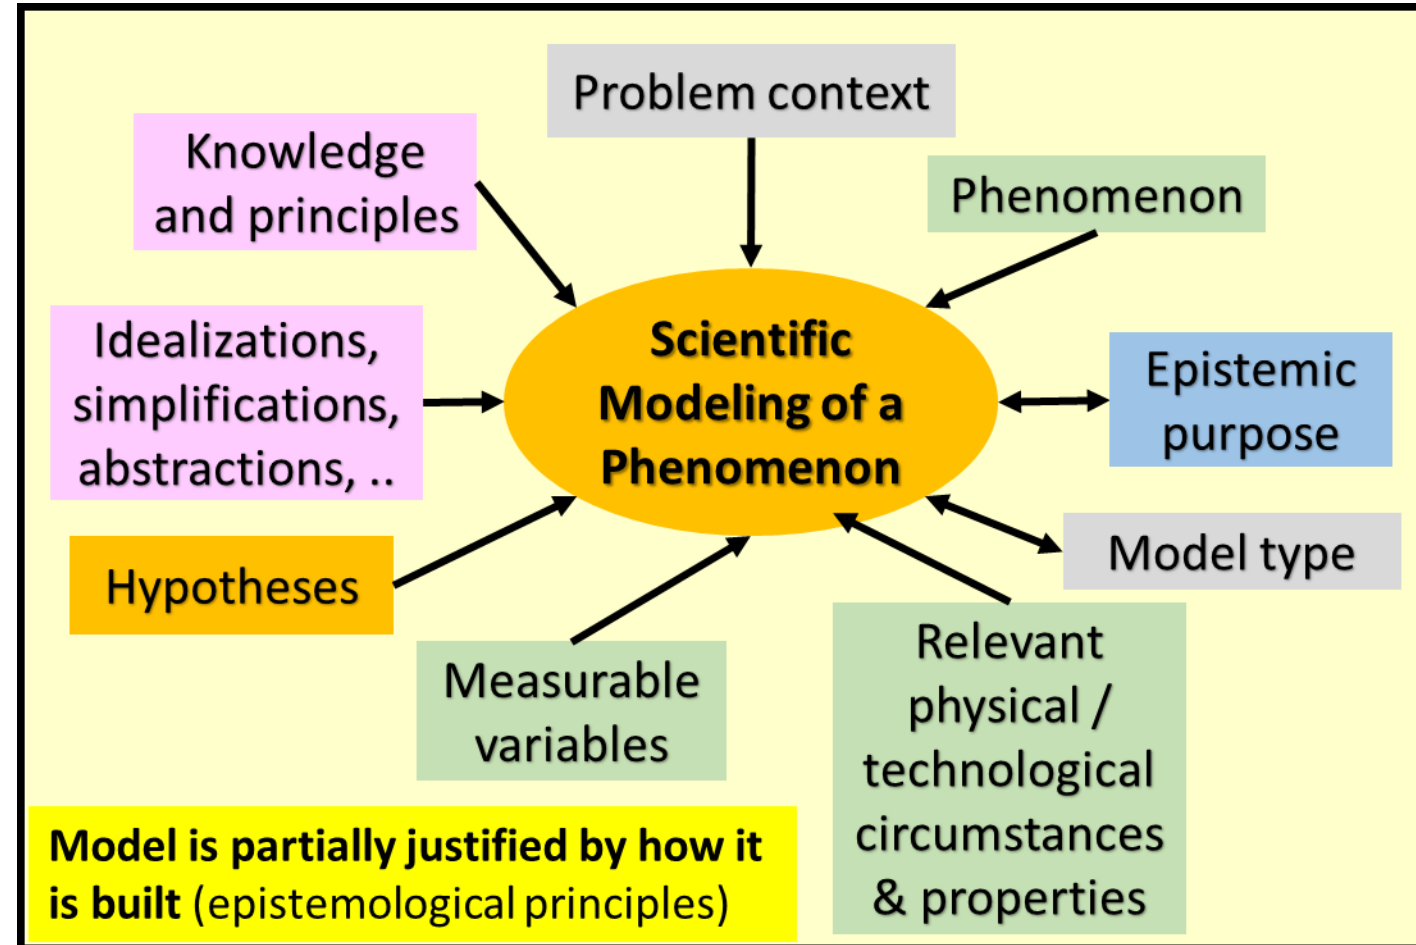 Problem context
Knowledge
and principles
Phenomenon
Idealizations,
simplifications,
abstractions, ..
Scientific
Modeling of a
Phenomenon
Epistemic
purpose
Hypotheses
Model type
Measurable
variables
Relevant
physical /
technological
circumstances
& properties
Model is partially justified by how it
is built (epistemological principles)